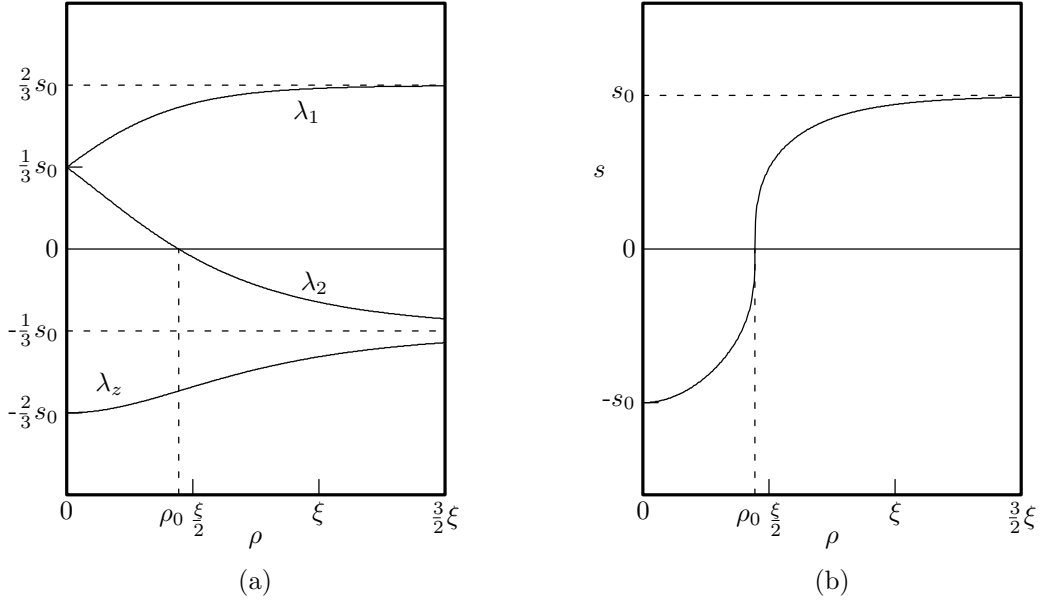 2/3 s₀
λ₁
1/3 s₀
0
λ₂
-1/3 s₀
λ_z
-2/3 s₀
0 ρ₀ ξ/2 ξ 3/2 ξ
ρ
(a)
s₀
s
0
-s₀
0 ρ₀ ξ/2 ξ 3/2 ξ
ρ
(b)